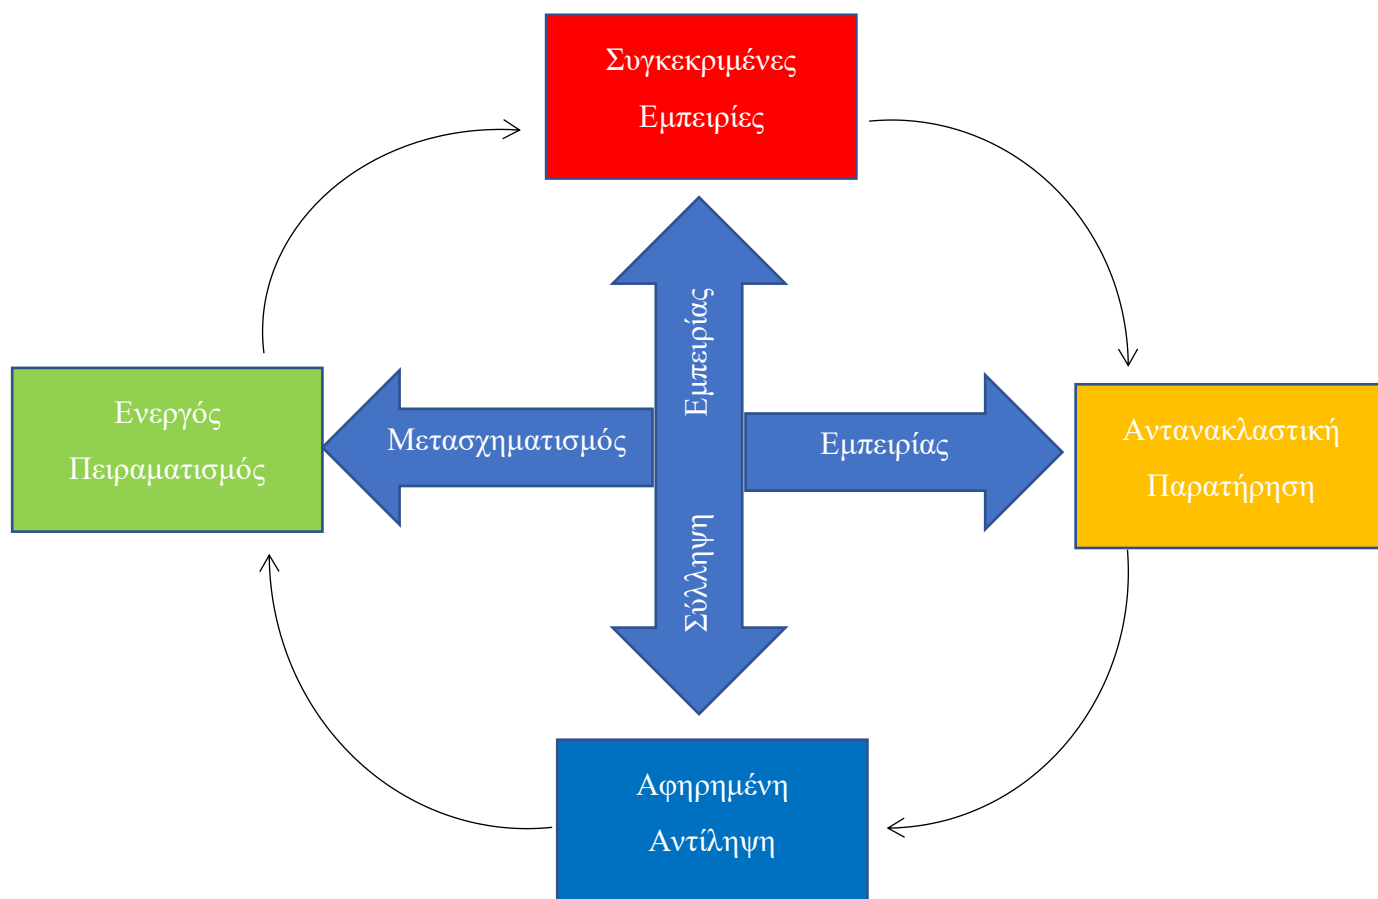 Συγκεκριμένες
Εμπειρίες
Ενεργός
Πειραματισμός
Μετασχηματισμός
Σύλληψη Εμπειρίας
Εμπειρίας
Αντανακλαστική
Παρατήρηση
Αφηρημένη
Αντίληψη